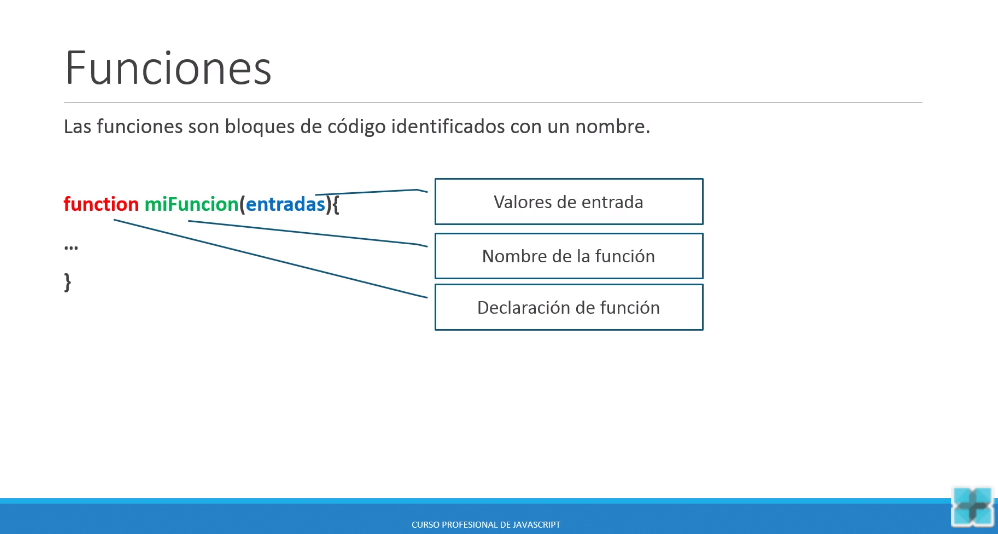 Funciones
Las funciones son bloques de código identificados con un nombre.
function miFuncion(entradas){
...
}
Valores de entrada
Nombre de la función
Declaración de función
CURSO PROFESIONAL DE JAVASCRIPT